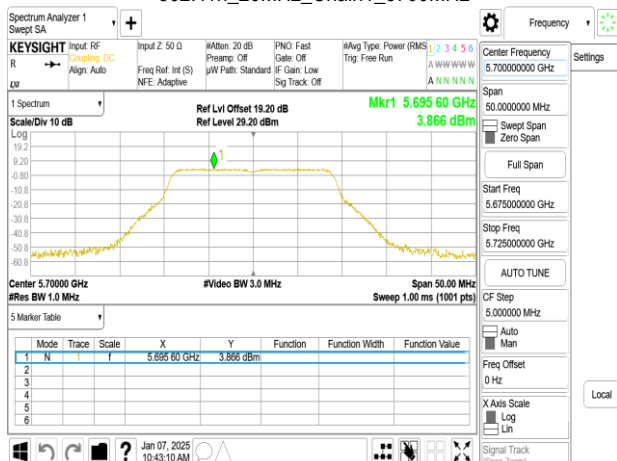 Spectrum Analyzer 1
Swept SA
+
Frequency
KEYSIGHT
R
LXI
Input: RF
Coupling: DC
Align: Auto
Input Z: 50 Ω
Freq Ref: Int (S)
NFE: Adaptive
#Atten: 20 dB
Preamp: Off
µW Path: Standard
PNO: Fast
Gate: Off
IF Gain: Low
Sig Track: Off
#Avg Type: Power (RMS
Trig: Free Run
1 2 3 4 5 6
A W W W W W
A N N N N N
1 Spectrum
Scale/Div 10 dB
Log
Ref Lvl Offset 19.20 dB
Ref Level 29.20 dBm
Mkr1 5.695 60 GHz
3.866 dBm
19.2
9.20
-0.80
-10.8
-20.8
-30.8
-40.8
-50.8
-60.8
1
Center 5.70000 GHz
#Res BW 1.0 MHz
#Video BW 3.0 MHz
Span 50.00 MHz
Sweep 1.00 ms (1001 pts)
5 Marker Table
Mode Trace Scale X Y Function Function Width Function Value
1 N 1 f 5.695 60 GHz 3.866 dBm
2
3
4
5
6
?
Jan 07, 2025
10:43:10 AM
Center Frequency
5.700000000 GHz
Span
50.0000000 MHz
Swept Span
Zero Span
Full Span
Start Freq
5.675000000 GHz
Stop Freq
5.725000000 GHz
AUTO TUNE
CF Step
5.000000 MHz
Auto
Man
Freq Offset
0 Hz
X Axis Scale
Log
Lin
Signal Track
Settings
Local